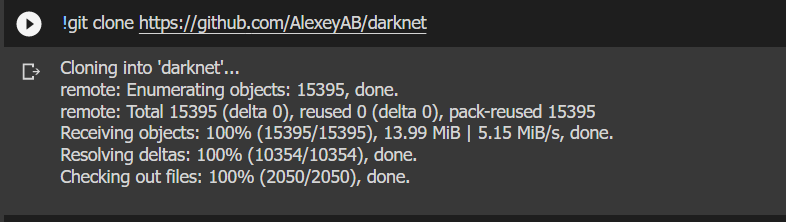 !git clone https://github.com/AlexeyAB/darknet
Cloning into 'darknet'...
remote: Enumerating objects: 15395, done.
remote: Total 15395 (delta 0), reused 0 (delta 0), pack-reused 15395
Receiving objects: 100% (15395/15395), 13.99 MiB | 5.15 MiB/s, done.
Resolving deltas: 100% (10354/10354), done.
Checking out files: 100% (2050/2050), done.